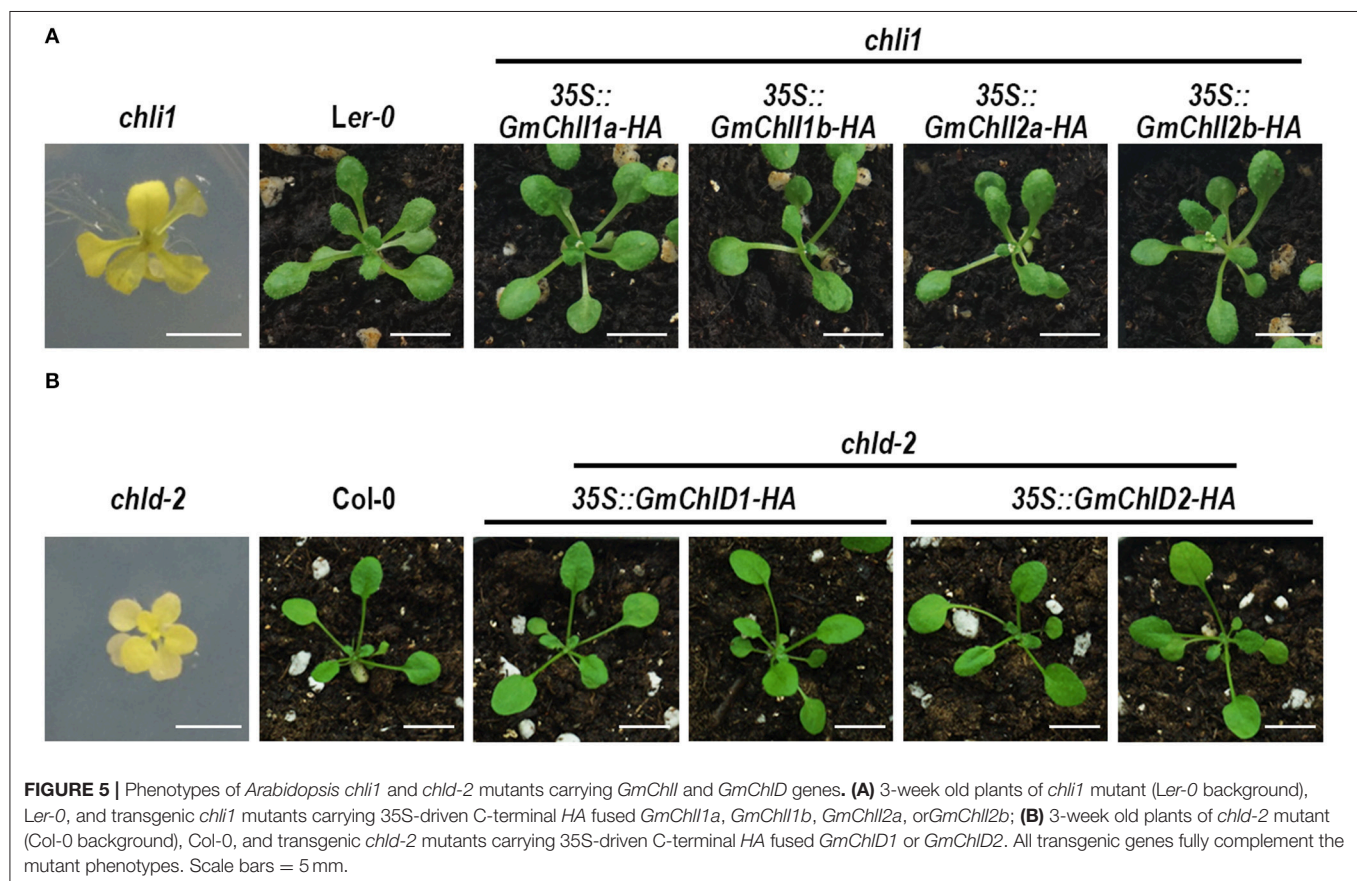 A
chli1
chli1
Ler-0
35S::
GmChlI1a-HA
35S::
GmChlI1b-HA
35S::
GmChlI2a-HA
35S::
GmChlI2b-HA
B
chld-2
chld-2
Col-0
35S::GmChlD1-HA
35S::GmChlD2-HA
FIGURE 5 | Phenotypes of Arabidopsis chli1 and chld-2 mutants carrying GmChlI and GmChlD genes. (A) 3-week old plants of chli1 mutant (Ler-0 background),
Ler-0, and transgenic chli1 mutants carrying 35S-driven C-terminal HA fused GmChlI1a, GmChlI1b, GmChlI2a, orGmChlI2b; (B) 3-week old plants of chld-2 mutant
(Col-0 background), Col-0, and transgenic chld-2 mutants carrying 35S-driven C-terminal HA fused GmChlD1 or GmChlD2. All transgenic genes fully complement the
mutant phenotypes. Scale bars = 5 mm.